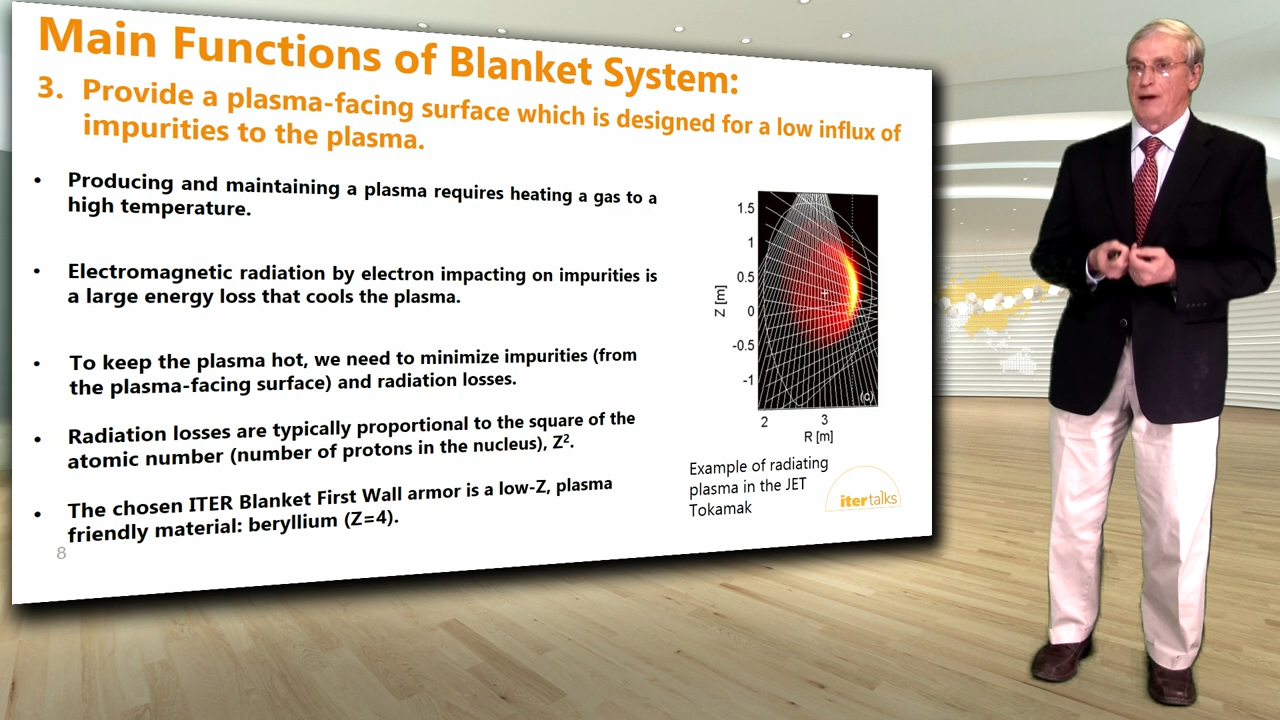 Main Functions of Blanket System:
3. Provide a plasma-facing surface which is designed for a low influx of
impurities to the plasma.
• Producing and maintaining a plasma requires heating a gas to a
high temperature.
• Electromagnetic radiation by electron impacting on impurities is
a large energy loss that cools the plasma.
• To keep the plasma hot, we need to minimize impurities (from
the plasma-facing surface) and radiation losses.
• Radiation losses are typically proportional to the square of the
atomic number (number of protons in the nucleus), Z².
• The chosen ITER Blanket First Wall armor is a low-Z, plasma
friendly material: beryllium (Z=4).
8
1.5
1
0.5
0
-0.5
-1
Z [m]
(c)
2 3
R [m]
Example of radiating
plasma in the JET
Tokamak
iter talks